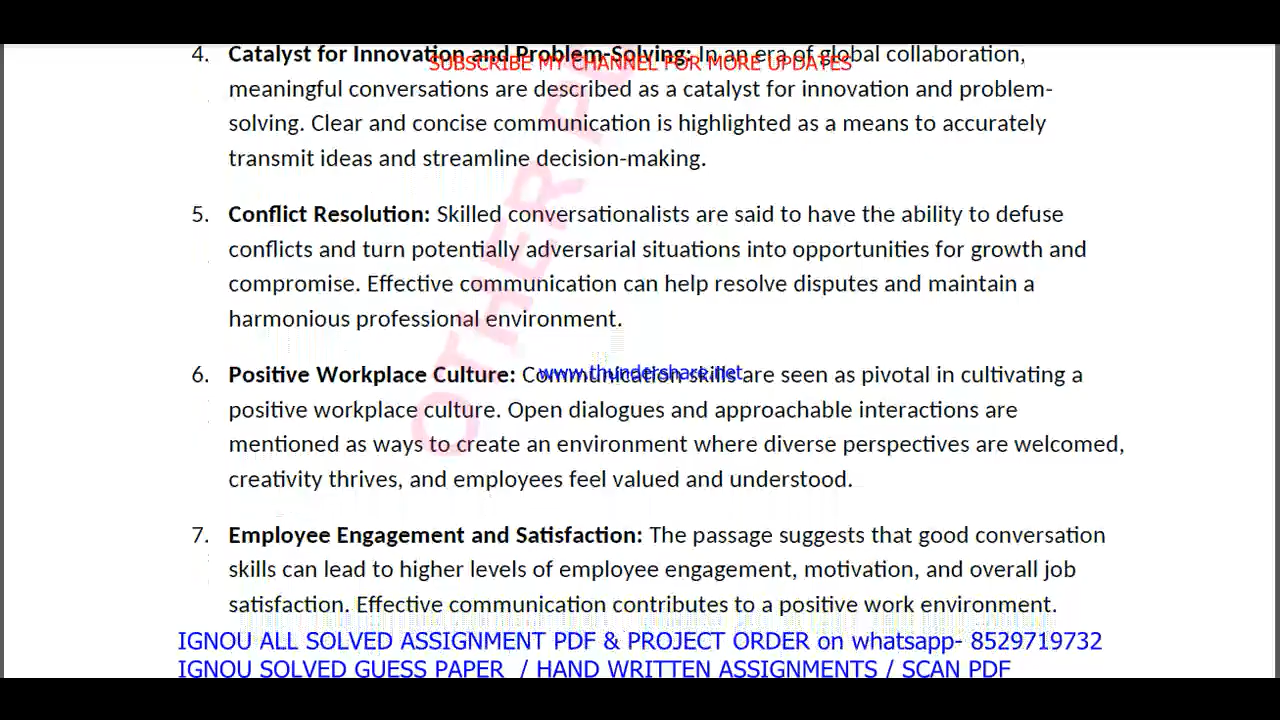 4. Catalyst for Innovation and Problem-Solving: In an era of global collaboration,
SUBSCRIBE MY CHANNEL FOR MORE UPDATES
meaningful conversations are described as a catalyst for innovation and problem-
solving. Clear and concise communication is highlighted as a means to accurately
transmit ideas and streamline decision-making.
5. Conflict Resolution: Skilled conversationalists are said to have the ability to defuse
conflicts and turn potentially adversarial situations into opportunities for growth and
compromise. Effective communication can help resolve disputes and maintain a
harmonious professional environment.
6. Positive Workplace Culture: Communication skills are seen as pivotal in cultivating a
www.thundershare.net
positive workplace culture. Open dialogues and approachable interactions are
mentioned as ways to create an environment where diverse perspectives are welcomed,
creativity thrives, and employees feel valued and understood.
7. Employee Engagement and Satisfaction: The passage suggests that good conversation
skills can lead to higher levels of employee engagement, motivation, and overall job
satisfaction. Effective communication contributes to a positive work environment.
OTHER
IGNOU ALL SOLVED ASSIGNMENT PDF & PROJECT ORDER on whatsapp- 8529719732
IGNOU SOLVED GUESS PAPER / HAND WRITTEN ASSIGNMENTS / SCAN PDF